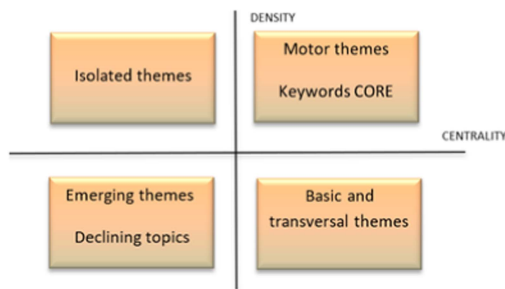 DENSITY
Isolated themes
Motor themes
Keywords CORE
CENTRALITY
Emerging themes
Declining topics
Basic and
transversal themes